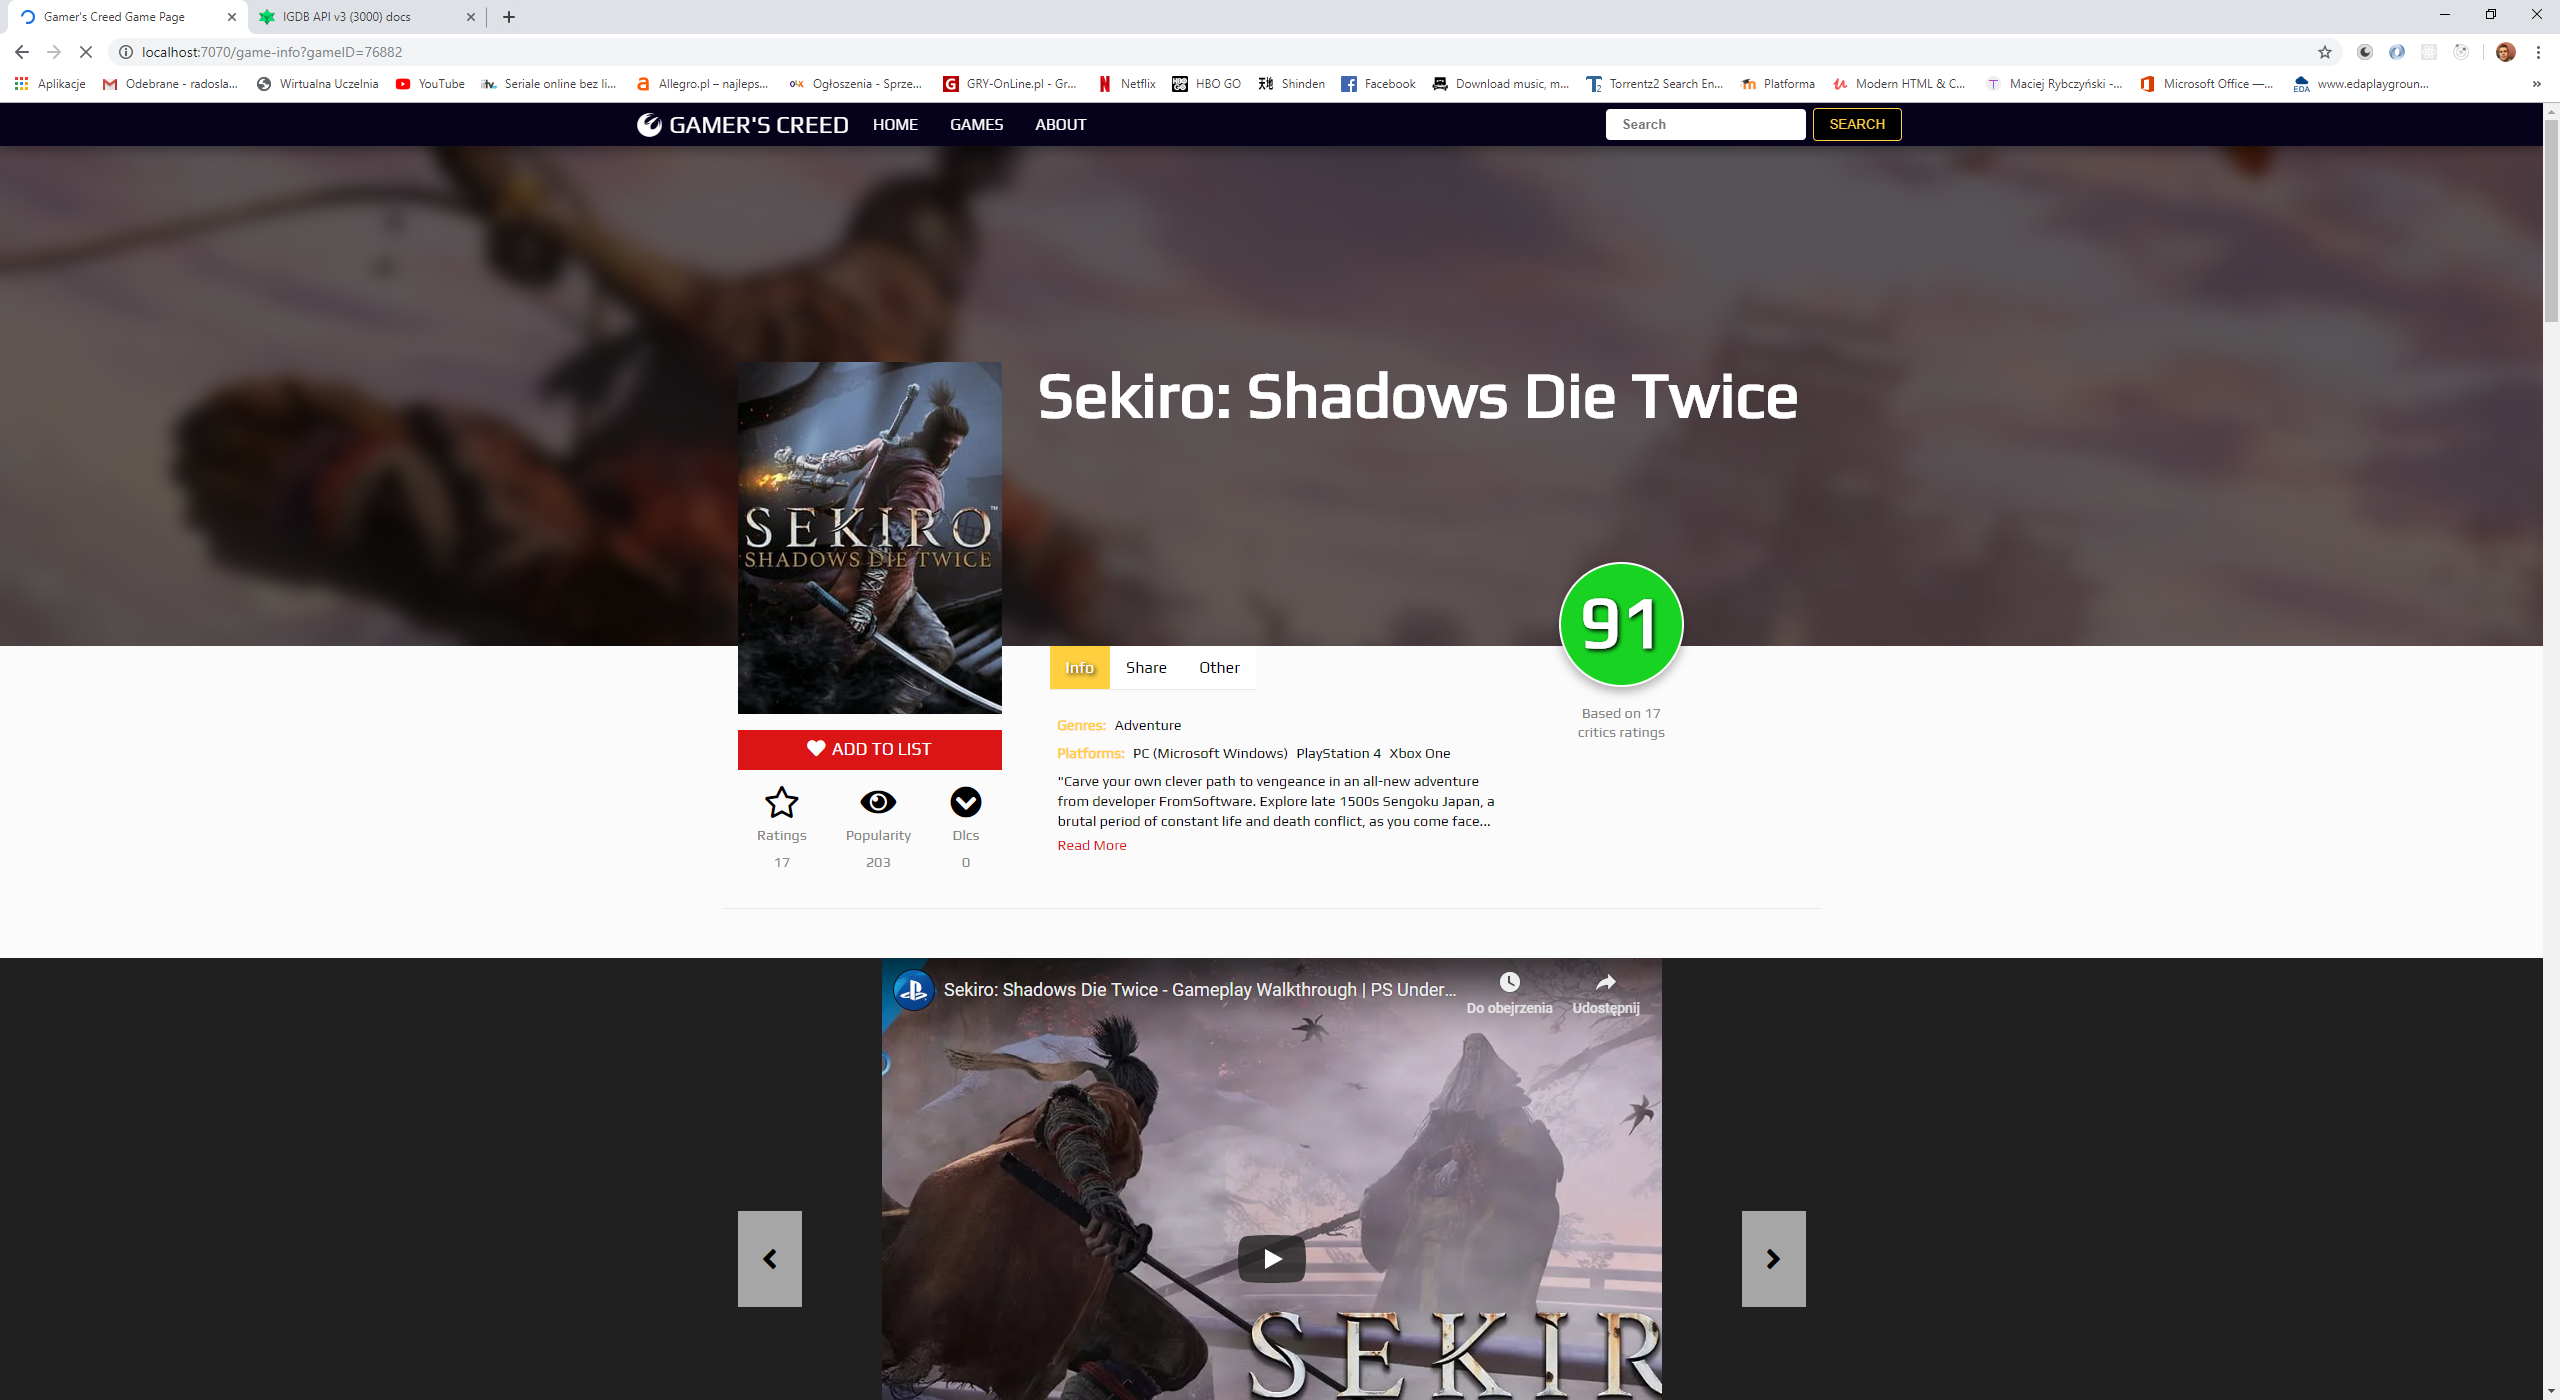 Gamer's Creed Game Page
IGDB API v3 (3000) docs
localhost:7070/game-info?gameID=76882
Aplikacje
Odebrane - radosla...
Wirtualna Uczelnia
YouTube
Seriale online bez li...
Allegro.pl – najleps...
Ogłoszenia - Sprze...
GRY-OnLine.pl - Gr...
Netflix
HBO GO
Shinden
Facebook
Download music, m...
Torrentz2 Search En...
Platforma
Modern HTML & C...
Maciej Rybczyński -...
Microsoft Office —...
www.edaplaygroun...
GAMER'S CREED
HOME
GAMES
ABOUT
Search
SEARCH
Sekiro: Shadows Die Twice
SEKIRO™
SHADOWS DIE TWICE
91
Based on 17
critics ratings
Info
Share
Other
Genres: Adventure
Platforms: PC (Microsoft Windows) PlayStation 4 Xbox One
"Carve your own clever path to vengeance in an all-new adventure
from developer FromSoftware. Explore late 1500s Sengoku Japan, a
brutal period of constant life and death conflict, as you come face...
Read More
ADD TO LIST
Ratings
Popularity
Dlcs
17
203
0
Sekiro: Shadows Die Twice - Gameplay Walkthrough | PS Under...
Do obejrzenia
Udostępnij
SEKIR